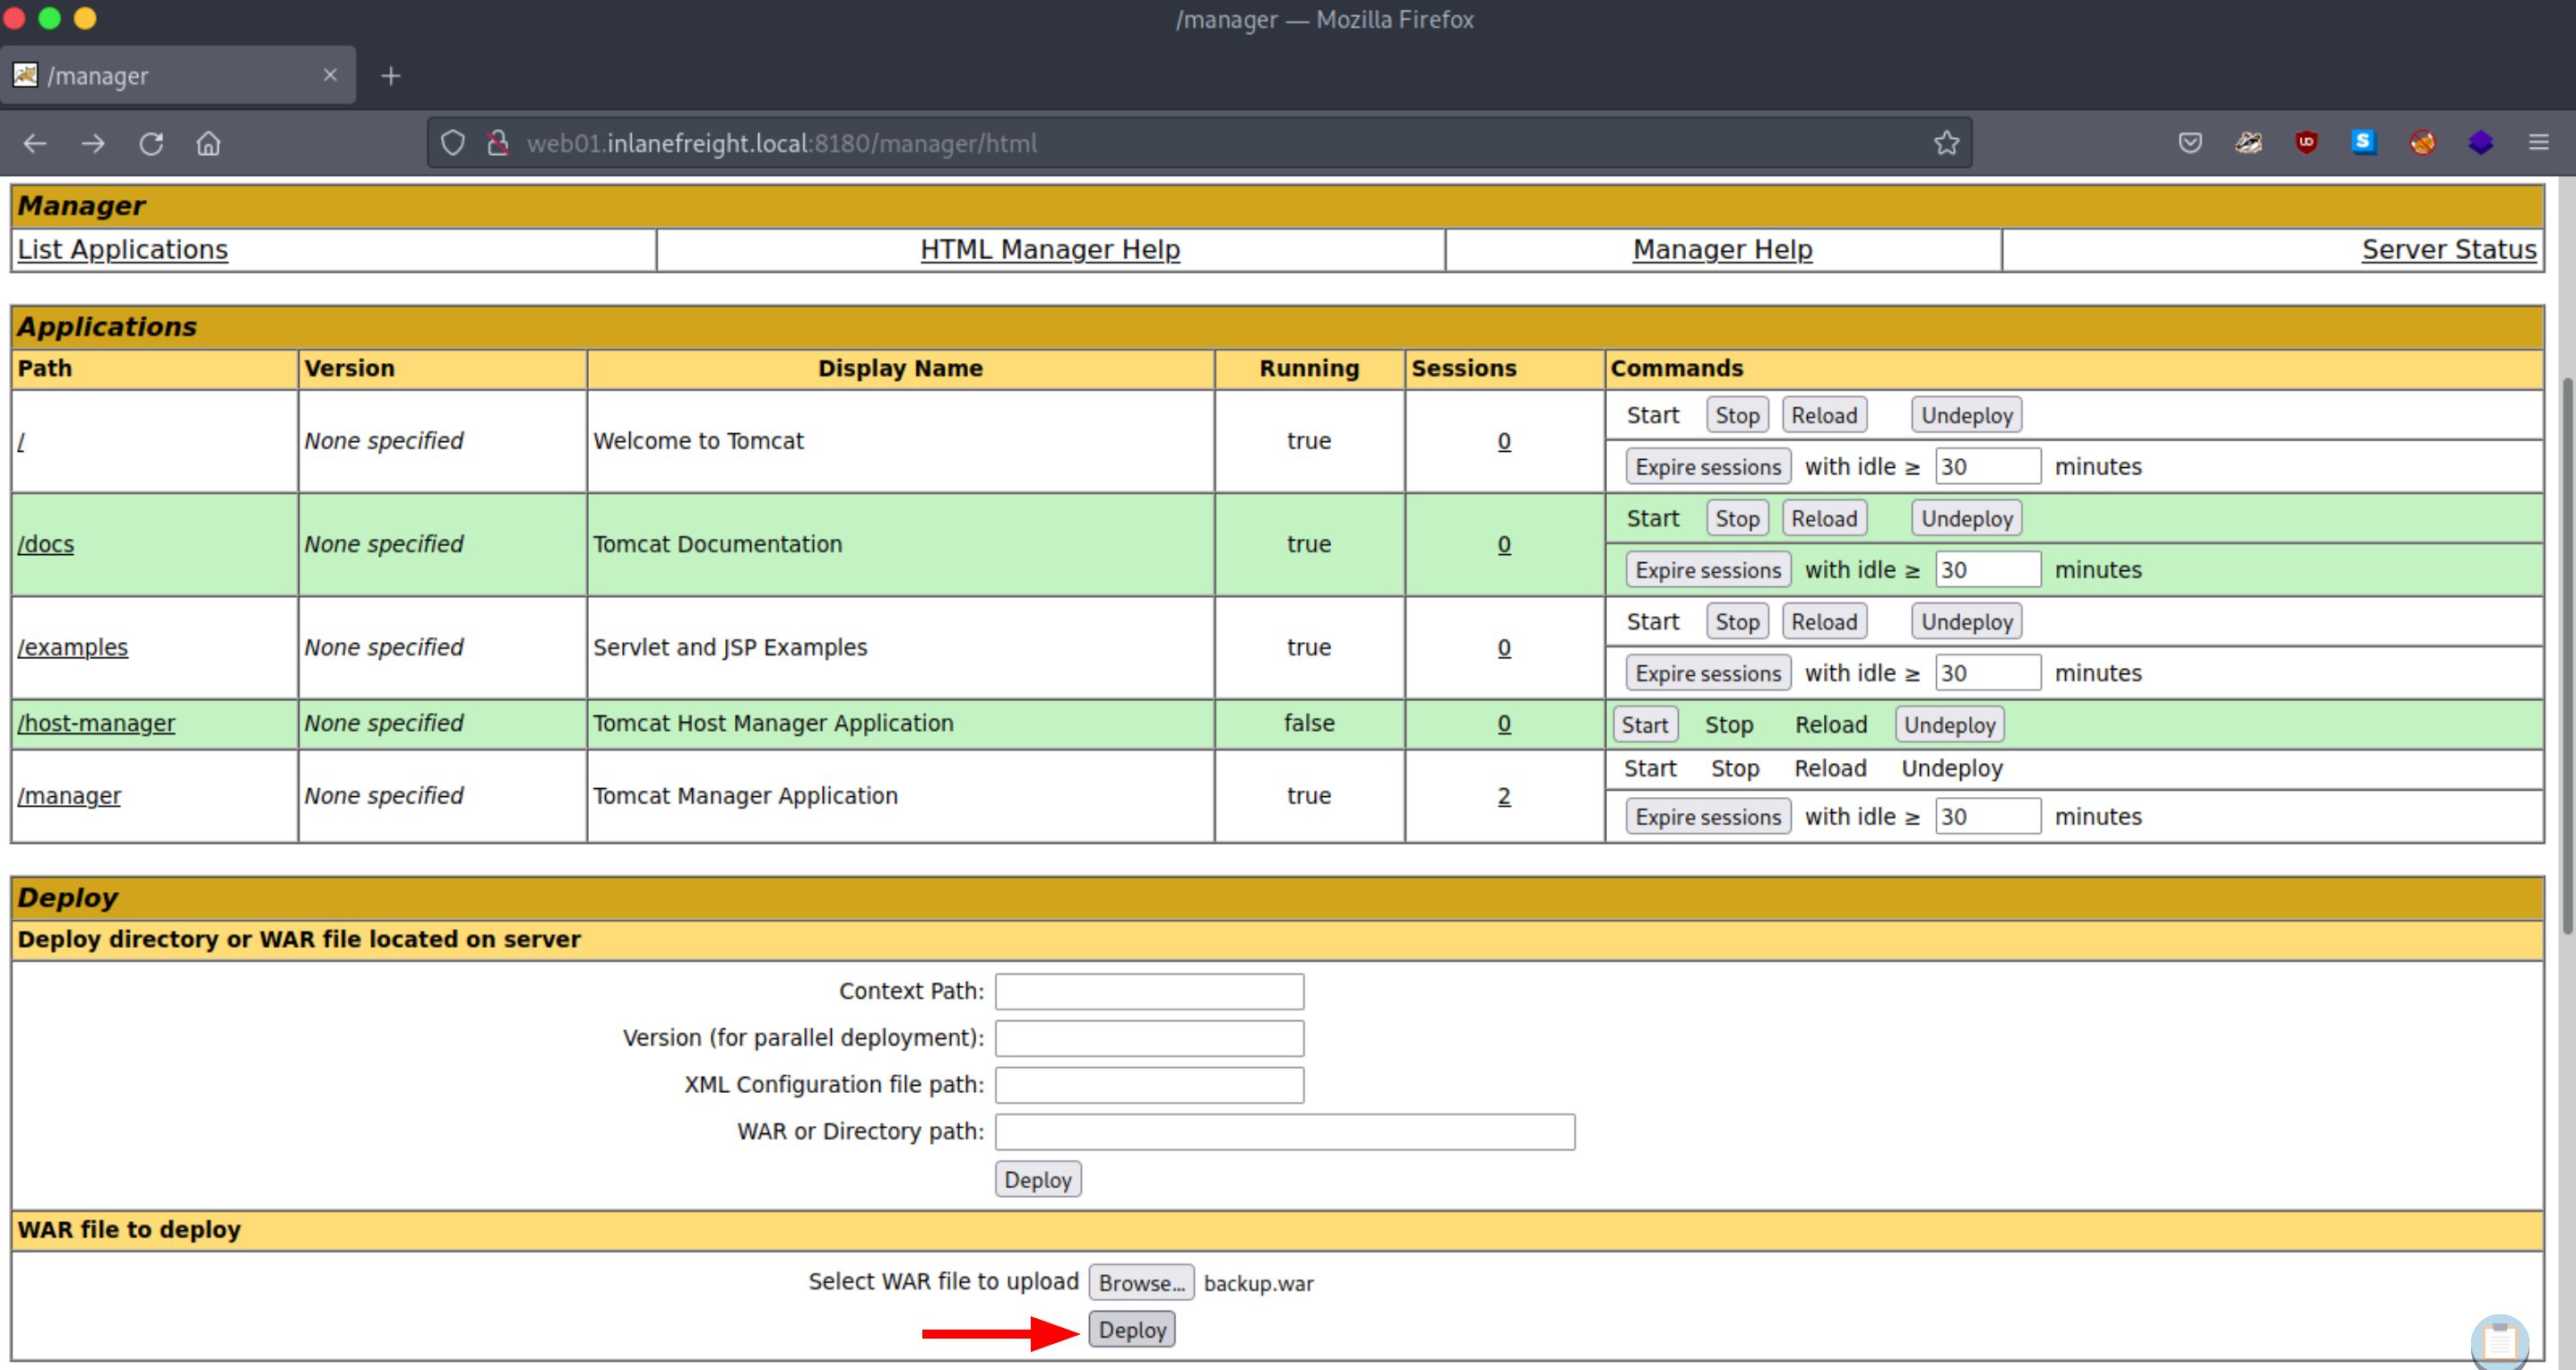 /manager — Mozilla Firefox
/manager
web01.inlanefreight.local:8180/manager/html
Manager
List Applications HTML Manager Help Manager Help Server Status
Applications
Path Version Display Name Running Sessions Commands
Start Stop Reload Undeploy
/ None specified Welcome to Tomcat true 0
Expire sessions with idle ≥ 30 minutes
Start Stop Reload Undeploy
/docs None specified Tomcat Documentation true 0
Expire sessions with idle ≥ 30 minutes
Start Stop Reload Undeploy
/examples None specified Servlet and JSP Examples true 0
Expire sessions with idle ≥ 30 minutes
/host-manager None specified Tomcat Host Manager Application false 0 Start Stop Reload Undeploy
Start Stop Reload Undeploy
/manager None specified Tomcat Manager Application true 2
Expire sessions with idle ≥ 30 minutes
Deploy
Deploy directory or WAR file located on server
Context Path:
Version (for parallel deployment):
XML Configuration file path:
WAR or Directory path:
Deploy
WAR file to deploy
Select WAR file to upload Browse... backup.war
Deploy